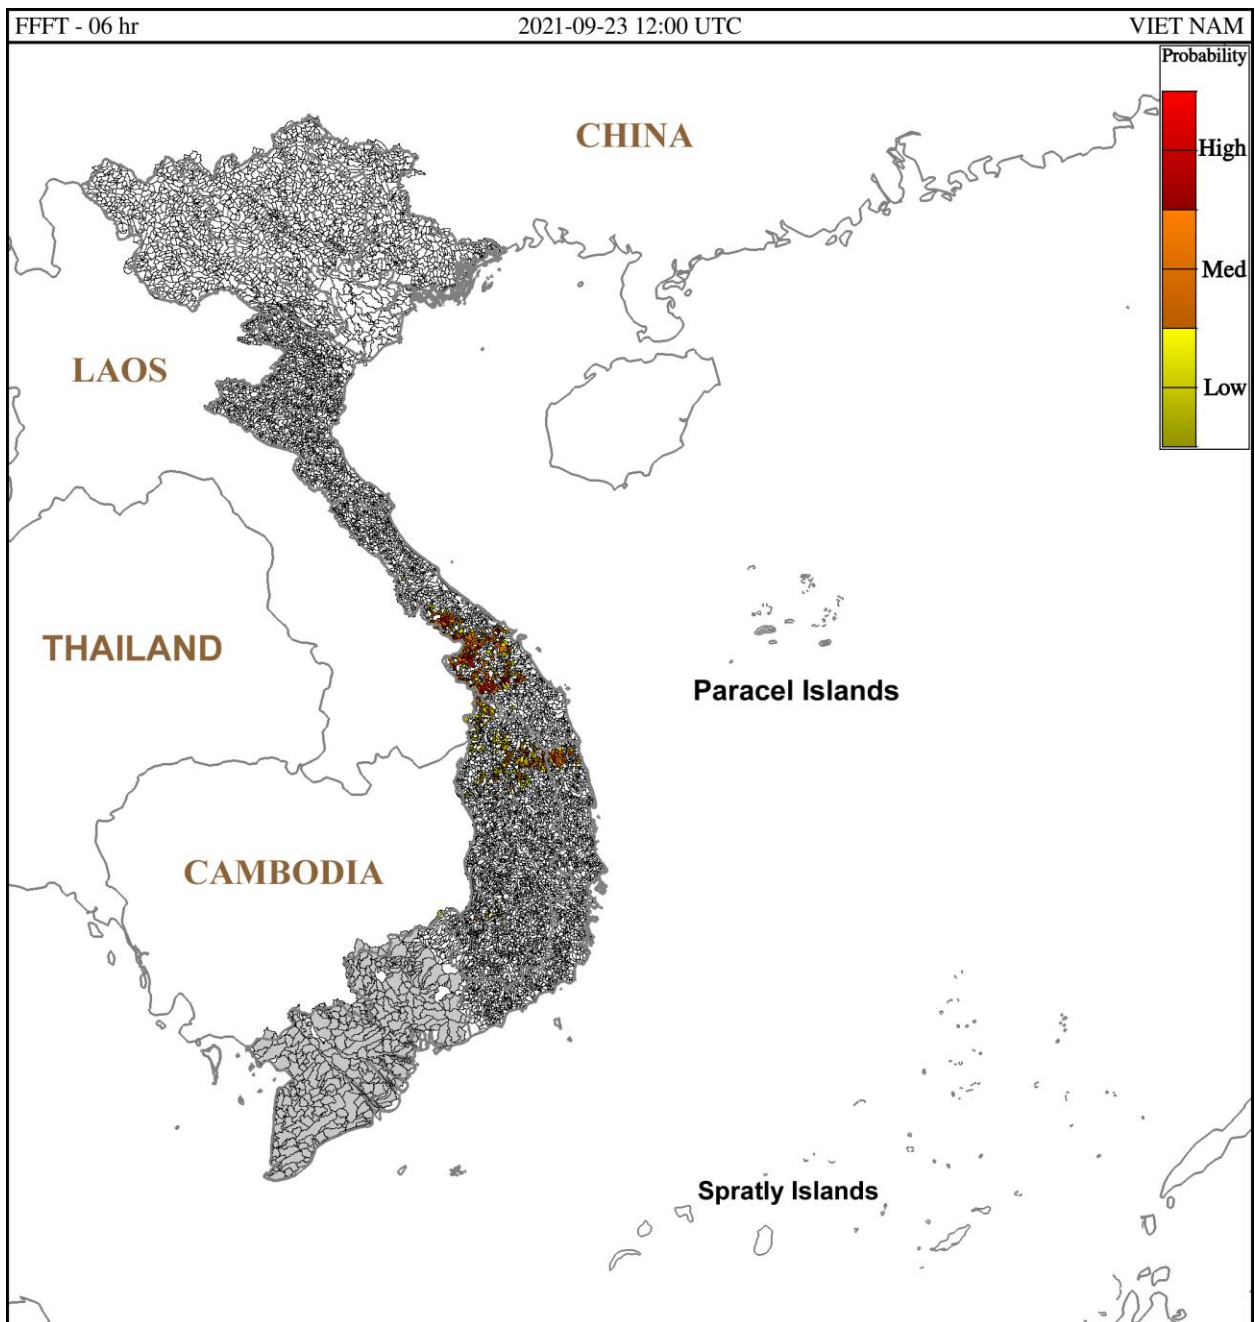 FFFT - 06 hr 2021-09-23 12:00 UTC VIET NAM
Probability
CHINA
High
Med
LAOS
Low
THAILAND
Paracel Islands
CAMBODIA
Spratly Islands